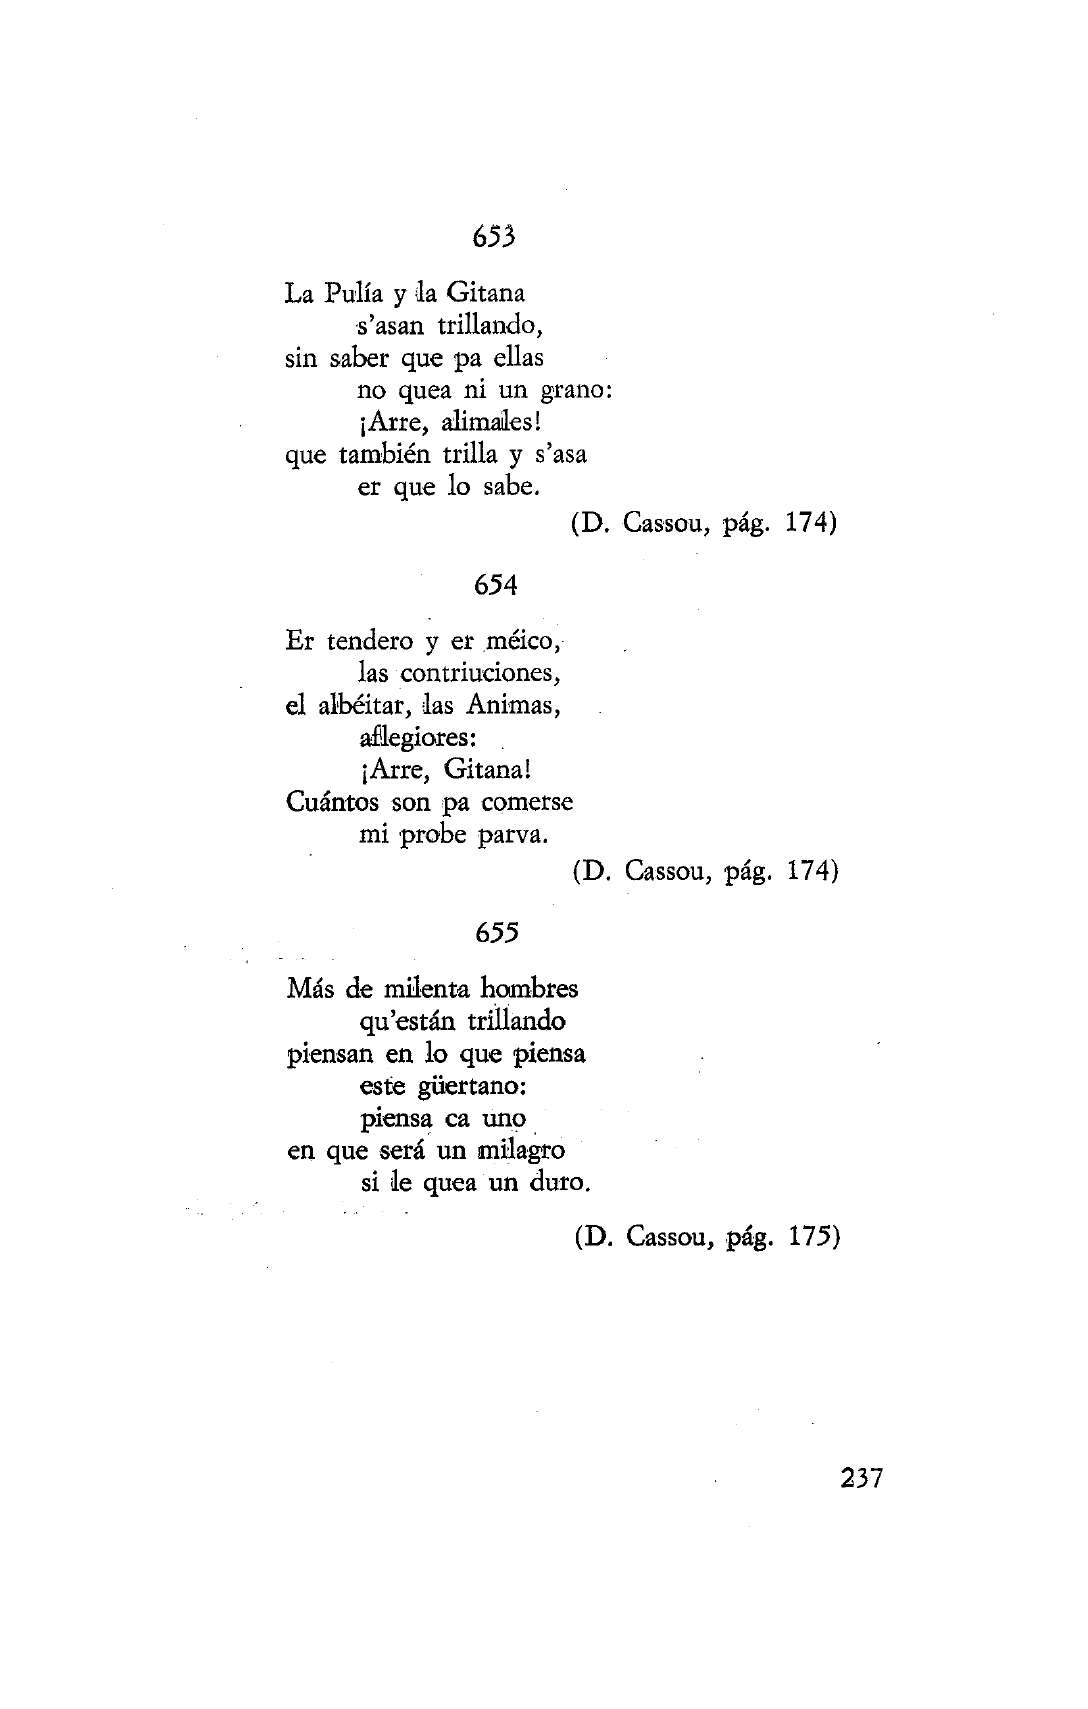 653
La Pulía y la Gitana
s'asan trillando,
sin saber que pa ellas
no quea ni un grano:
¡Arre, alimales!
que también trilla y s'asa
er que lo sabe.
(D. Cassou, pág. 174)
654
Er tendero y er méico,
las contriuciones,
el albéitar, las Animas,
aflegiores:
¡Arre, Gitana!
Cuántos son pa comerse
mi probe parva.
(D. Cassou, pág. 174)
655
Más de milenta hombres
qu'están trillando
piensan en lo que piensa
este güertano:
piensa ca uno
en que será un milagro
si le quea un duro.
(D. Cassou, pág. 175)
237